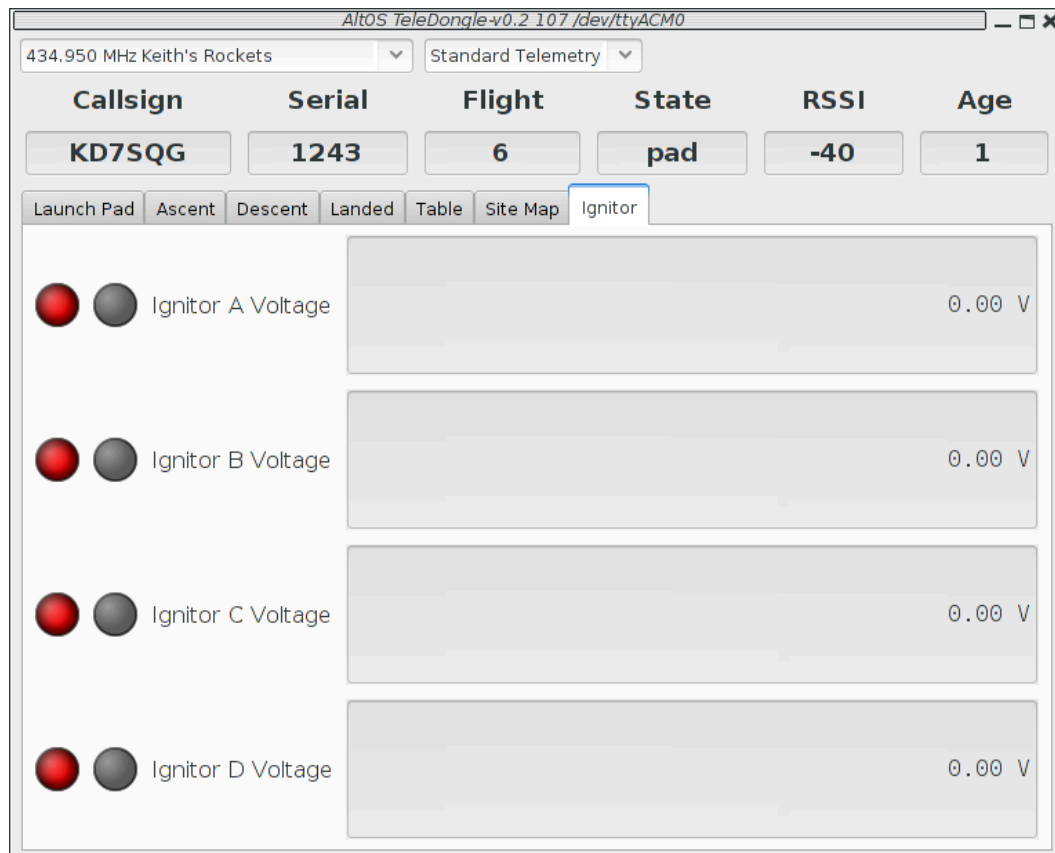 AltOS TeleDongle-v0.2 107 /dev/ttyACM0
434.950 MHz Keith's Rockets Standard Telemetry
Callsign Serial Flight State RSSI Age
KD7SQG 1243 6 pad -40 1
Launch Pad Ascent Descent Landed Table Site Map Ignitor
Ignitor A Voltage 0.00 V
Ignitor B Voltage 0.00 V
Ignitor C Voltage 0.00 V
Ignitor D Voltage 0.00 V